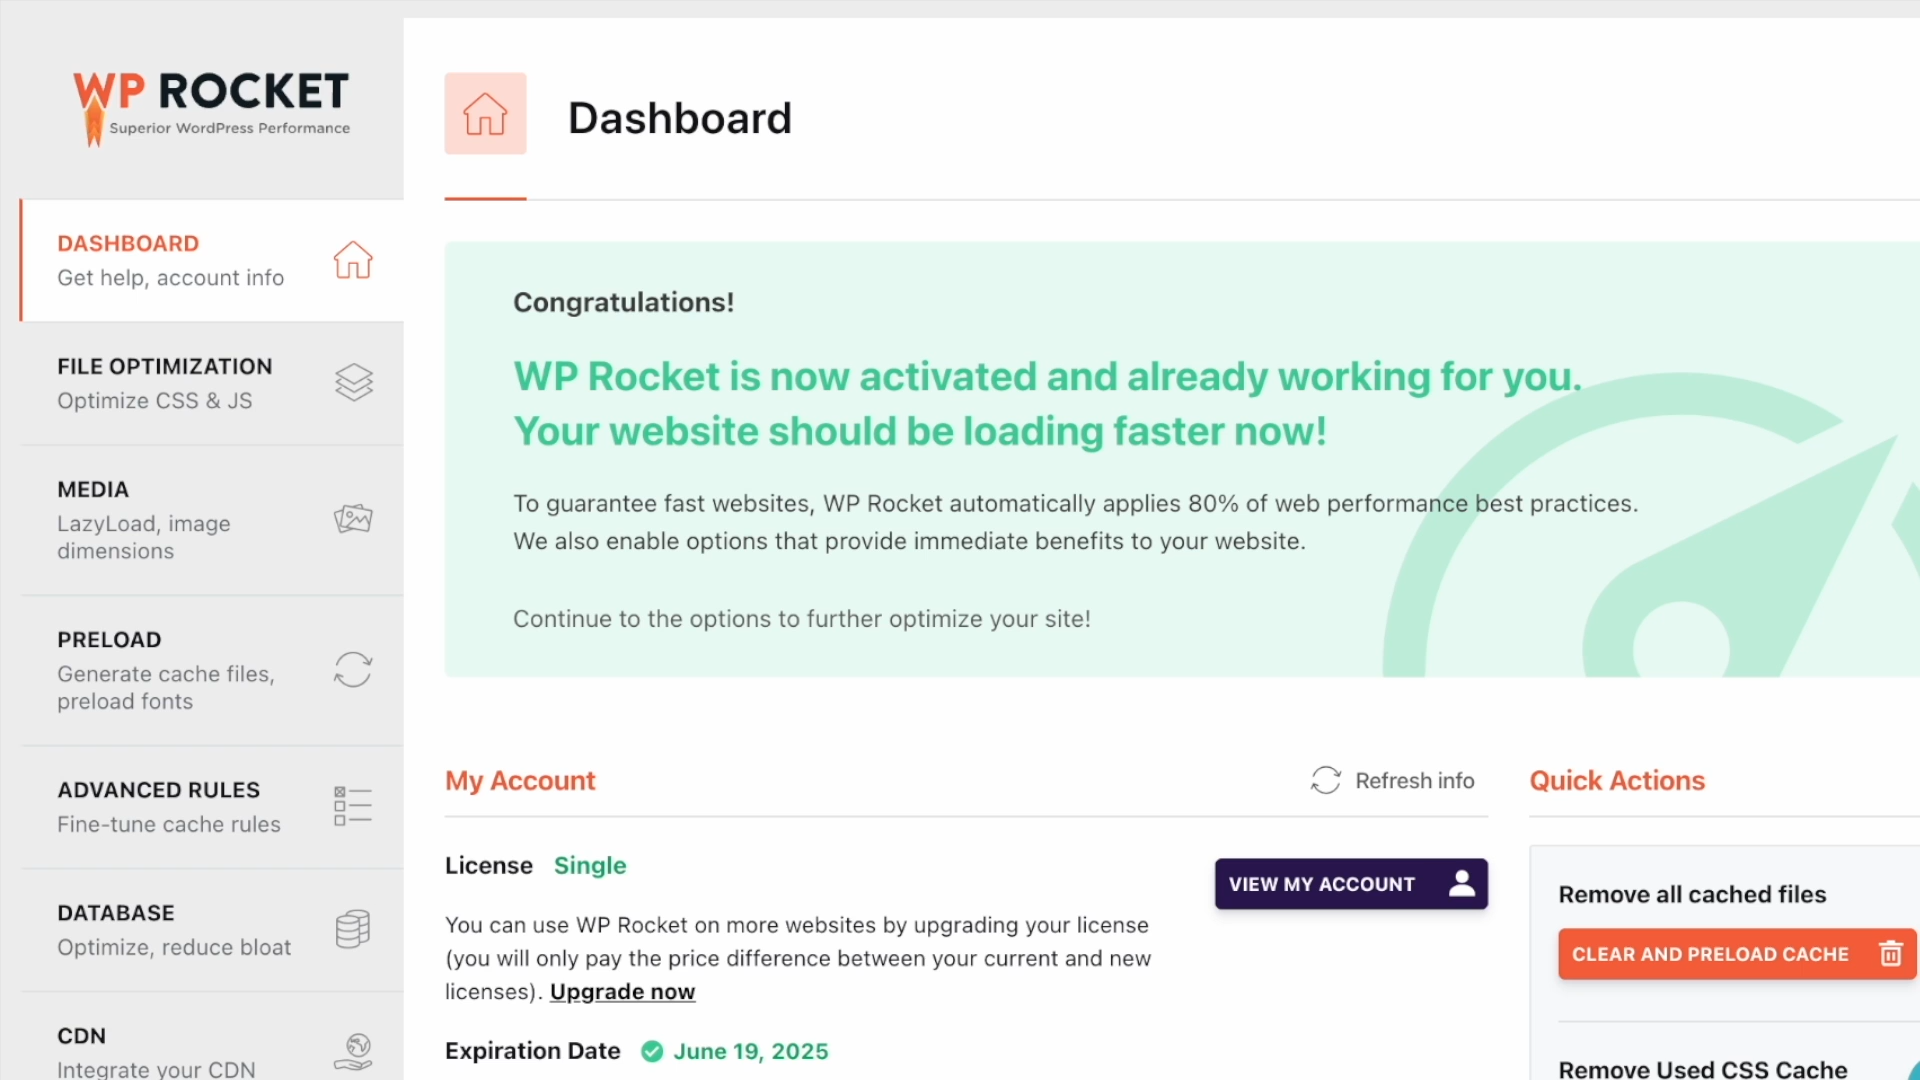 WP ROCKET
Superior WordPress Performance
DASHBOARD
Get help, account info
FILE OPTIMIZATION
Optimize CSS & JS
MEDIA
LazyLoad, image
dimensions
PRELOAD
Generate cache files,
preload fonts
ADVANCED RULES
Fine-tune cache rules
DATABASE
Optimize, reduce bloat
CDN
Integrate your CDN
Dashboard
Congratulations!
WP Rocket is now activated and already working for you.
Your website should be loading faster now!
To guarantee fast websites, WP Rocket automatically applies 80% of web performance best practices.
We also enable options that provide immediate benefits to your website.
Continue to the options to further optimize your site!
My Account
Refresh info
License Single
VIEW MY ACCOUNT
You can use WP Rocket on more websites by upgrading your license
(you will only pay the price difference between your current and new
licenses). Upgrade now
Expiration Date June 19, 2025
Quick Actions
Remove all cached files
CLEAR AND PRELOAD CACHE
Remove Used CSS Cache